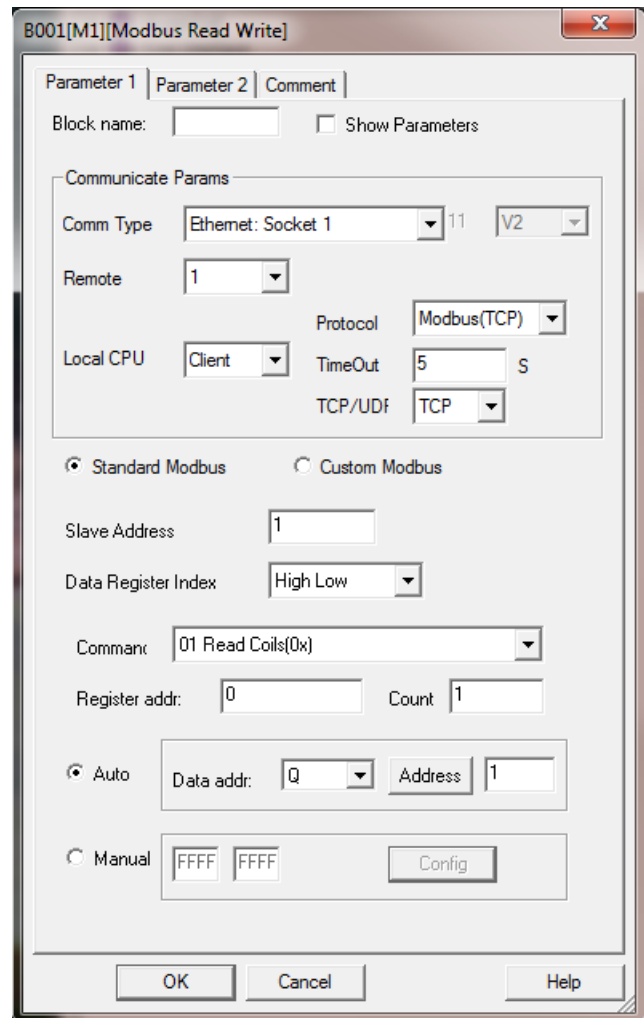 B001[M1][Modbus Read Write]
Parameter 1 Parameter 2 Comment
Block name: Show Parameters
Communicate Params
Comm Type Ethernet: Socket 1 11 V2
Remote 1
Protocol Modbus(TCP)
Local CPU Client TimeOut 5 S
TCP/UDF TCP
Standard Modbus Custom Modbus
Slave Address 1
Data Register Index High Low
Comman( 01 Read Coils(0x)
Register addr: 0 Count 1
Auto Data addr: Q Address 1
Manual FFFF FFFF Config
OK Cancel Help